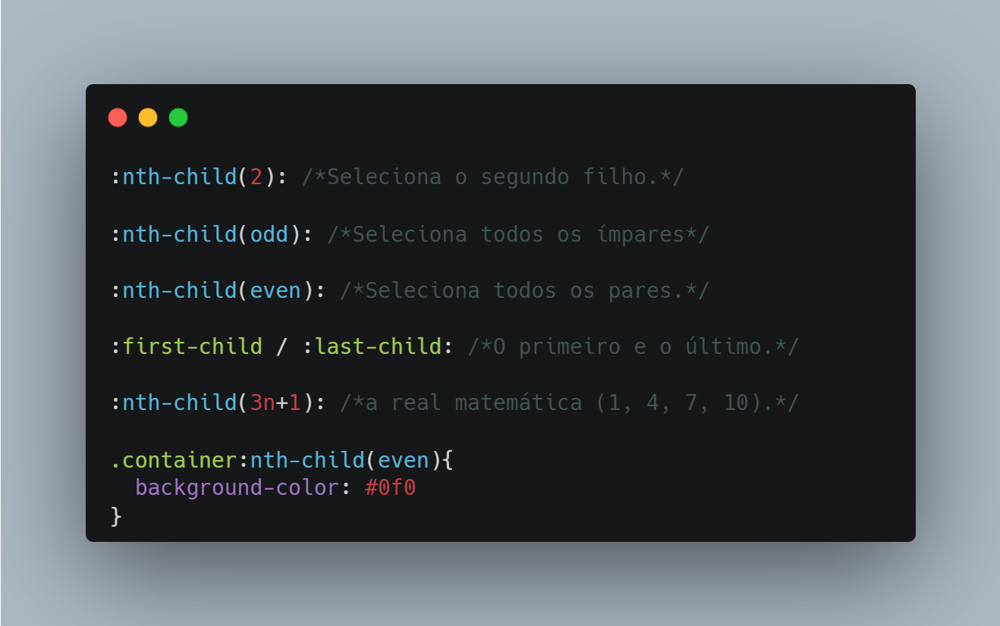 :nth-child(2): /*Seleciona o segundo filho.*/
:nth-child(odd): /*Seleciona todos os ímpares*/
:nth-child(even): /*Seleciona todos os pares.*/
:first-child / :last-child: /*O primeiro e o último.*/
:nth-child(3n+1): /*a real matemática (1, 4, 7, 10).*/
.container:nth-child(even){
  background-color: #0f0
}